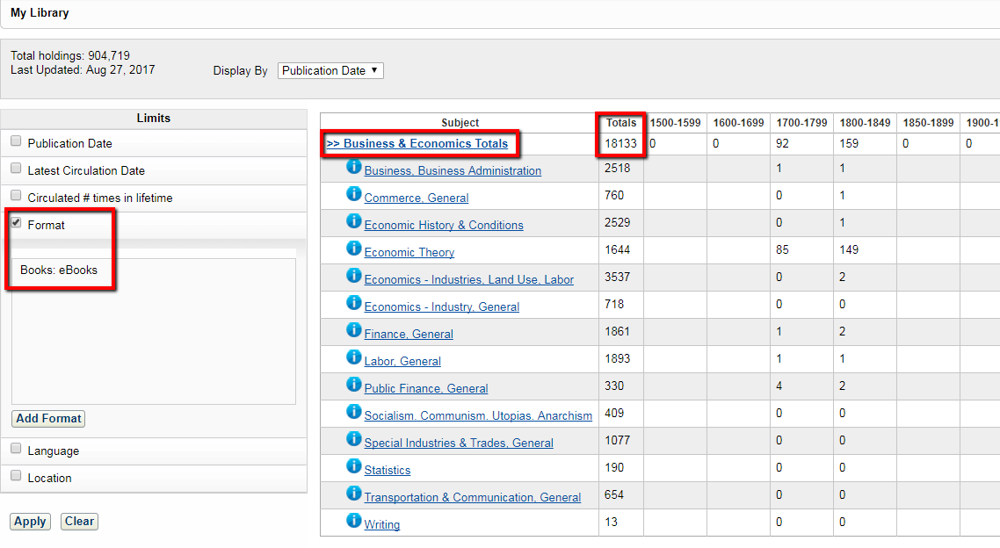 My Library
Total holdings: 904,719
Last Updated: Aug 27, 2017
Display By Publication Date ▼
Limits
Publication Date
Latest Circulation Date
Circulated # times in lifetime
Format
Books: eBooks
Add Format
Language
Location
Apply Clear
Subject Totals 1500-1599 1600-1699 1700-1799 1800-1849 1850-1899 1900-1
>> Business & Economics Totals 18133 0 0 92 159 0 0
Business, Business Administration 2518 1 1
Commerce, General 760 0 1
Economic History & Conditions 2529 0 1
Economic Theory 1644 85 149
Economics - Industries, Land Use, Labor 3537 0 2
Economics - Industry, General 718 0 0
Finance, General 1861 1 2
Labor, General 1893 1 1
Public Finance, General 330 4 2
Socialism. Communism. Utopias. Anarchism 409 0 0
Special Industries & Trades, General 1077 0 0
Statistics 190 0 0
Transportation & Communication, General 654 0 0
Writing 13 0 0